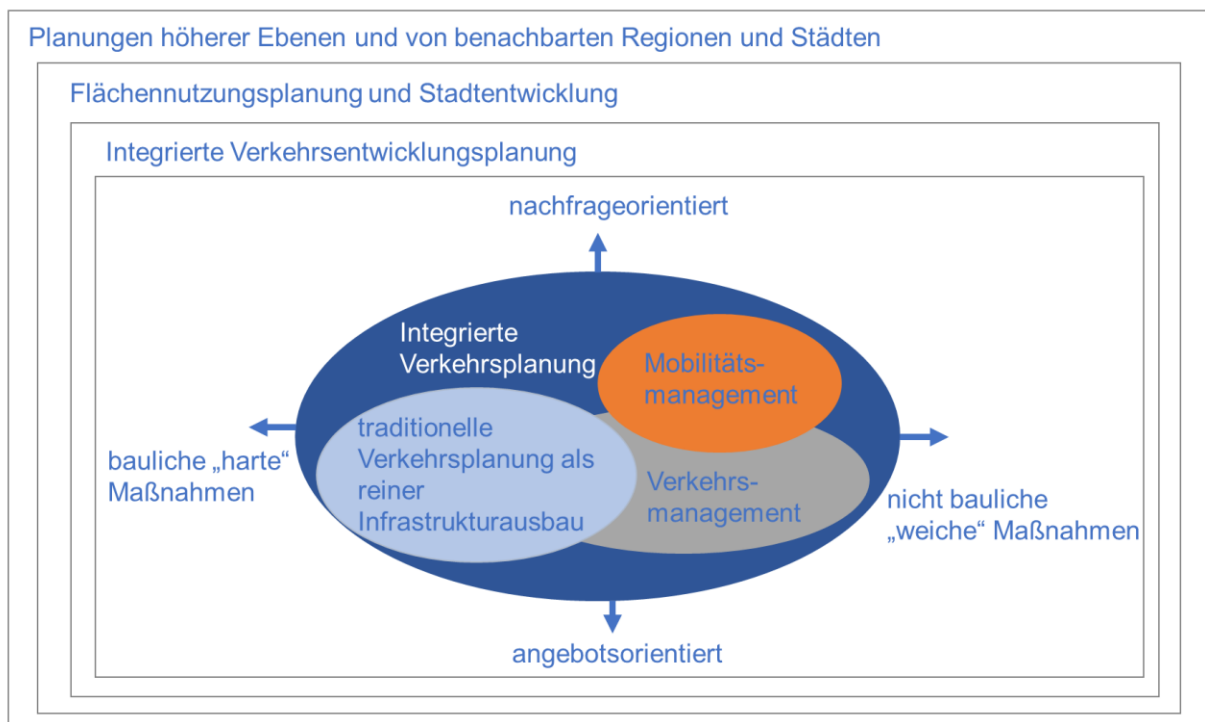 Planungen höherer Ebenen und von benachbarten Regionen und Städten
Flächennutzungsplanung und Stadtentwicklung
Integrierte Verkehrsentwicklungsplanung
nachfrageorientiert
Integrierte
Verkehrsplanung
Mobilitäts-
management
traditionelle
Verkehrsplanung als
reiner
Infrastrukturausbau
Verkehrs-
management
bauliche „harte“
Maßnahmen
nicht bauliche
„weiche“ Maßnahmen
angebotsorientiert